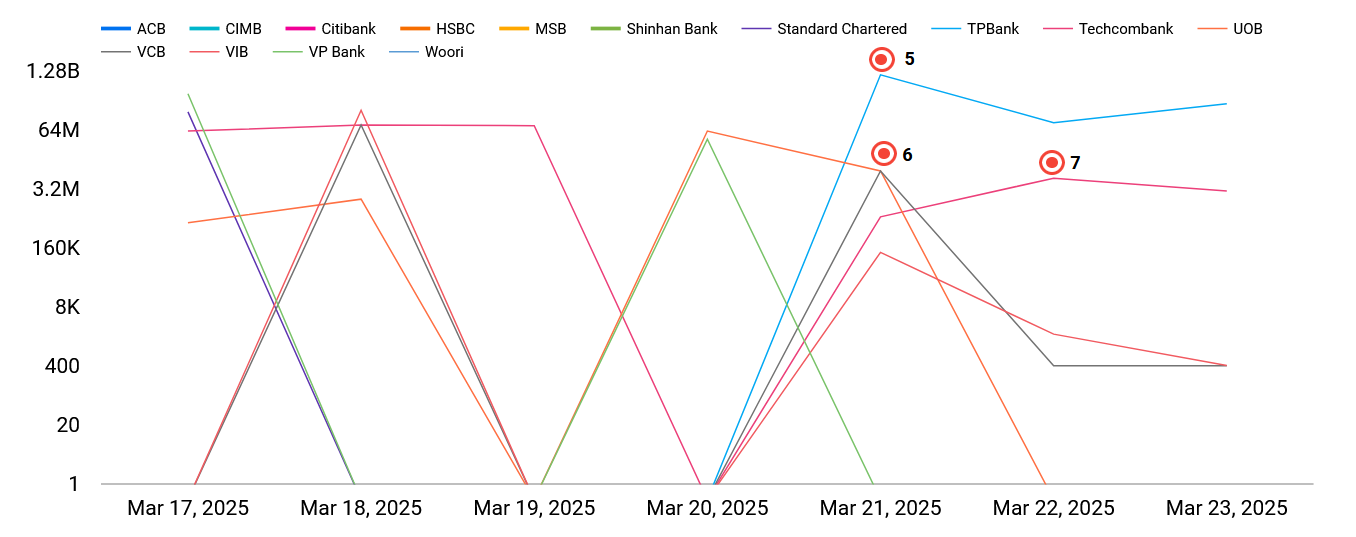 ACB CIMB Citibank HSBC MSB Shinhan Bank Standard Chartered TPBank Techcombank UOB
VCB VIB VP Bank Woori
5
1.28B
64M
6
7
3.2M
160K
8K
400
20
1
Mar 17, 2025 Mar 18, 2025 Mar 19, 2025 Mar 20, 2025 Mar 21, 2025 Mar 22, 2025 Mar 23, 2025